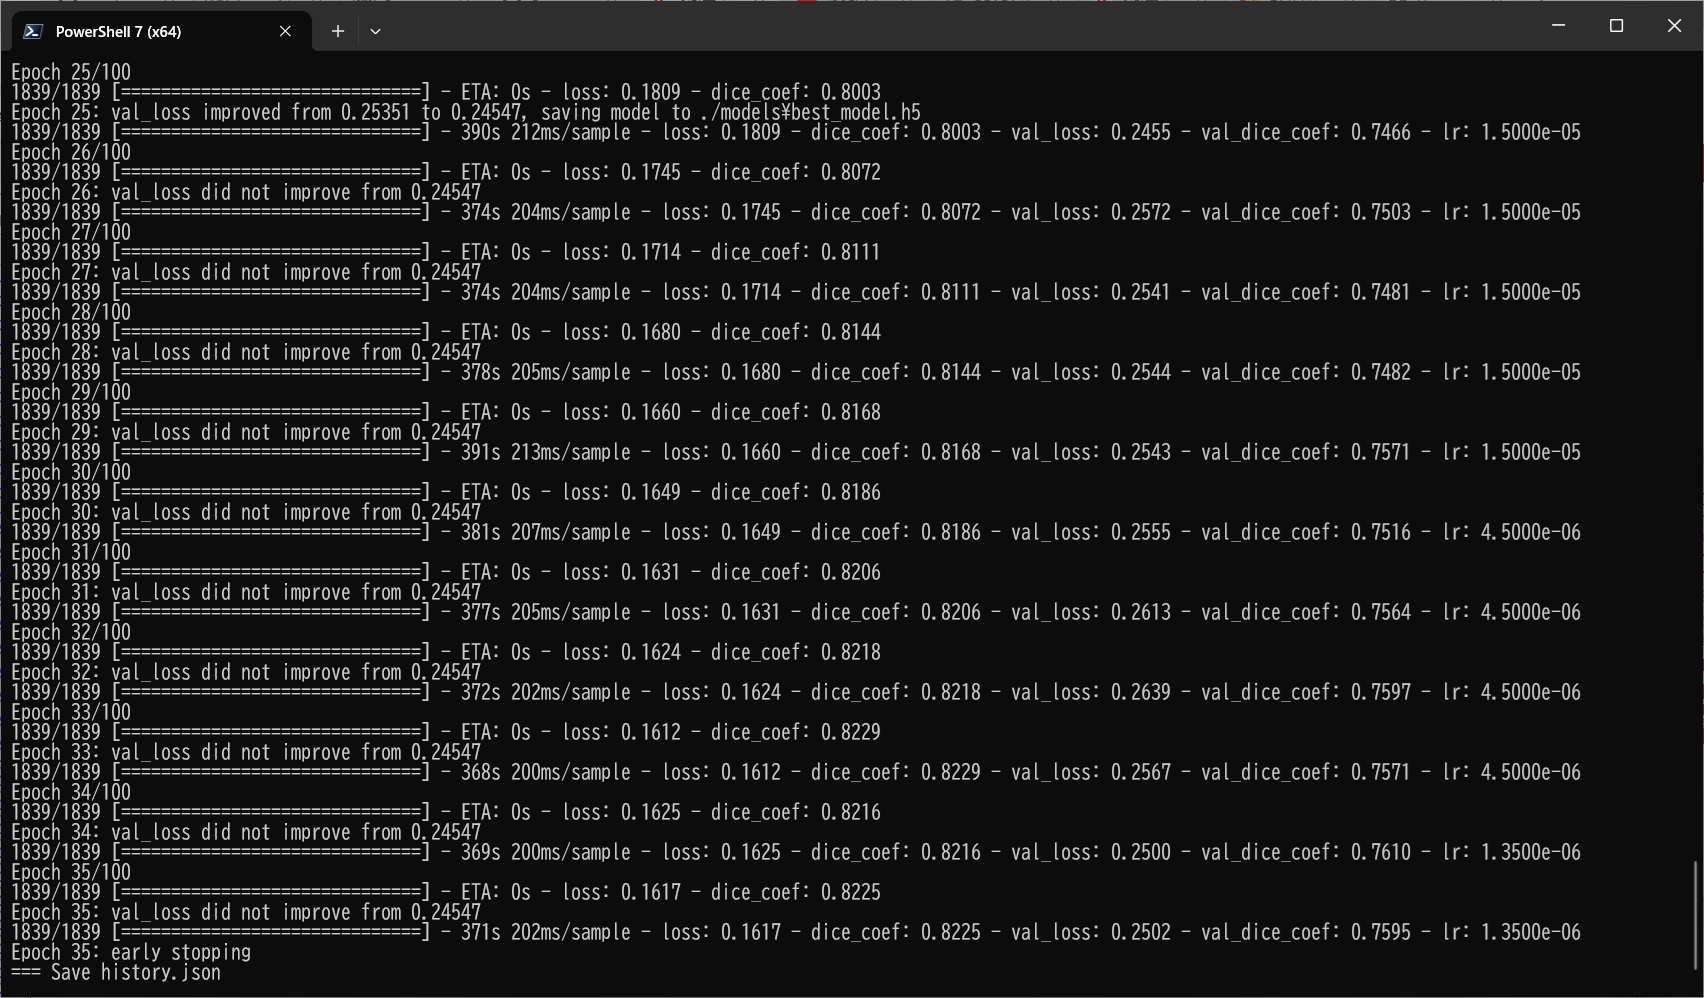 PowerShell 7 (x64)
Epoch 25/100
1839/1839 [==============================] - ETA: 0s - loss: 0.1809 - dice_coef: 0.8003
Epoch 25: val_loss improved from 0.25351 to 0.24547, saving model to ./models¥best_model.h5
1839/1839 [==============================] - 390s 212ms/sample - loss: 0.1809 - dice_coef: 0.8003 - val_loss: 0.2455 - val_dice_coef: 0.7466 - lr: 1.5000e-05
Epoch 26/100
1839/1839 [==============================] - ETA: 0s - loss: 0.1745 - dice_coef: 0.8072
Epoch 26: val_loss did not improve from 0.24547
1839/1839 [==============================] - 374s 204ms/sample - loss: 0.1745 - dice_coef: 0.8072 - val_loss: 0.2572 - val_dice_coef: 0.7503 - lr: 1.5000e-05
Epoch 27/100
1839/1839 [==============================] - ETA: 0s - loss: 0.1714 - dice_coef: 0.8111
Epoch 27: val_loss did not improve from 0.24547
1839/1839 [==============================] - 374s 204ms/sample - loss: 0.1714 - dice_coef: 0.8111 - val_loss: 0.2541 - val_dice_coef: 0.7481 - lr: 1.5000e-05
Epoch 28/100
1839/1839 [==============================] - ETA: 0s - loss: 0.1680 - dice_coef: 0.8144
Epoch 28: val_loss did not improve from 0.24547
1839/1839 [==============================] - 378s 205ms/sample - loss: 0.1680 - dice_coef: 0.8144 - val_loss: 0.2544 - val_dice_coef: 0.7482 - lr: 1.5000e-05
Epoch 29/100
1839/1839 [==============================] - ETA: 0s - loss: 0.1660 - dice_coef: 0.8168
Epoch 29: val_loss did not improve from 0.24547
1839/1839 [==============================] - 391s 213ms/sample - loss: 0.1660 - dice_coef: 0.8168 - val_loss: 0.2543 - val_dice_coef: 0.7571 - lr: 1.5000e-05
Epoch 30/100
1839/1839 [==============================] - ETA: 0s - loss: 0.1649 - dice_coef: 0.8186
Epoch 30: val_loss did not improve from 0.24547
1839/1839 [==============================] - 381s 207ms/sample - loss: 0.1649 - dice_coef: 0.8186 - val_loss: 0.2555 - val_dice_coef: 0.7516 - lr: 4.5000e-06
Epoch 31/100
1839/1839 [==============================] - ETA: 0s - loss: 0.1631 - dice_coef: 0.8206
Epoch 31: val_loss did not improve from 0.24547
1839/1839 [==============================] - 377s 205ms/sample - loss: 0.1631 - dice_coef: 0.8206 - val_loss: 0.2613 - val_dice_coef: 0.7564 - lr: 4.5000e-06
Epoch 32/100
1839/1839 [==============================] - ETA: 0s - loss: 0.1624 - dice_coef: 0.8218
Epoch 32: val_loss did not improve from 0.24547
1839/1839 [==============================] - 372s 202ms/sample - loss: 0.1624 - dice_coef: 0.8218 - val_loss: 0.2639 - val_dice_coef: 0.7597 - lr: 4.5000e-06
Epoch 33/100
1839/1839 [==============================] - ETA: 0s - loss: 0.1612 - dice_coef: 0.8229
Epoch 33: val_loss did not improve from 0.24547
1839/1839 [==============================] - 368s 200ms/sample - loss: 0.1612 - dice_coef: 0.8229 - val_loss: 0.2567 - val_dice_coef: 0.7571 - lr: 4.5000e-06
Epoch 34/100
1839/1839 [==============================] - ETA: 0s - loss: 0.1625 - dice_coef: 0.8216
Epoch 34: val_loss did not improve from 0.24547
1839/1839 [==============================] - 369s 200ms/sample - loss: 0.1625 - dice_coef: 0.8216 - val_loss: 0.2500 - val_dice_coef: 0.7610 - lr: 1.3500e-06
Epoch 35/100
1839/1839 [==============================] - ETA: 0s - loss: 0.1617 - dice_coef: 0.8225
Epoch 35: val_loss did not improve from 0.24547
1839/1839 [==============================] - 371s 202ms/sample - loss: 0.1617 - dice_coef: 0.8225 - val_loss: 0.2502 - val_dice_coef: 0.7595 - lr: 1.3500e-06
Epoch 35: early stopping
=== Save history.json